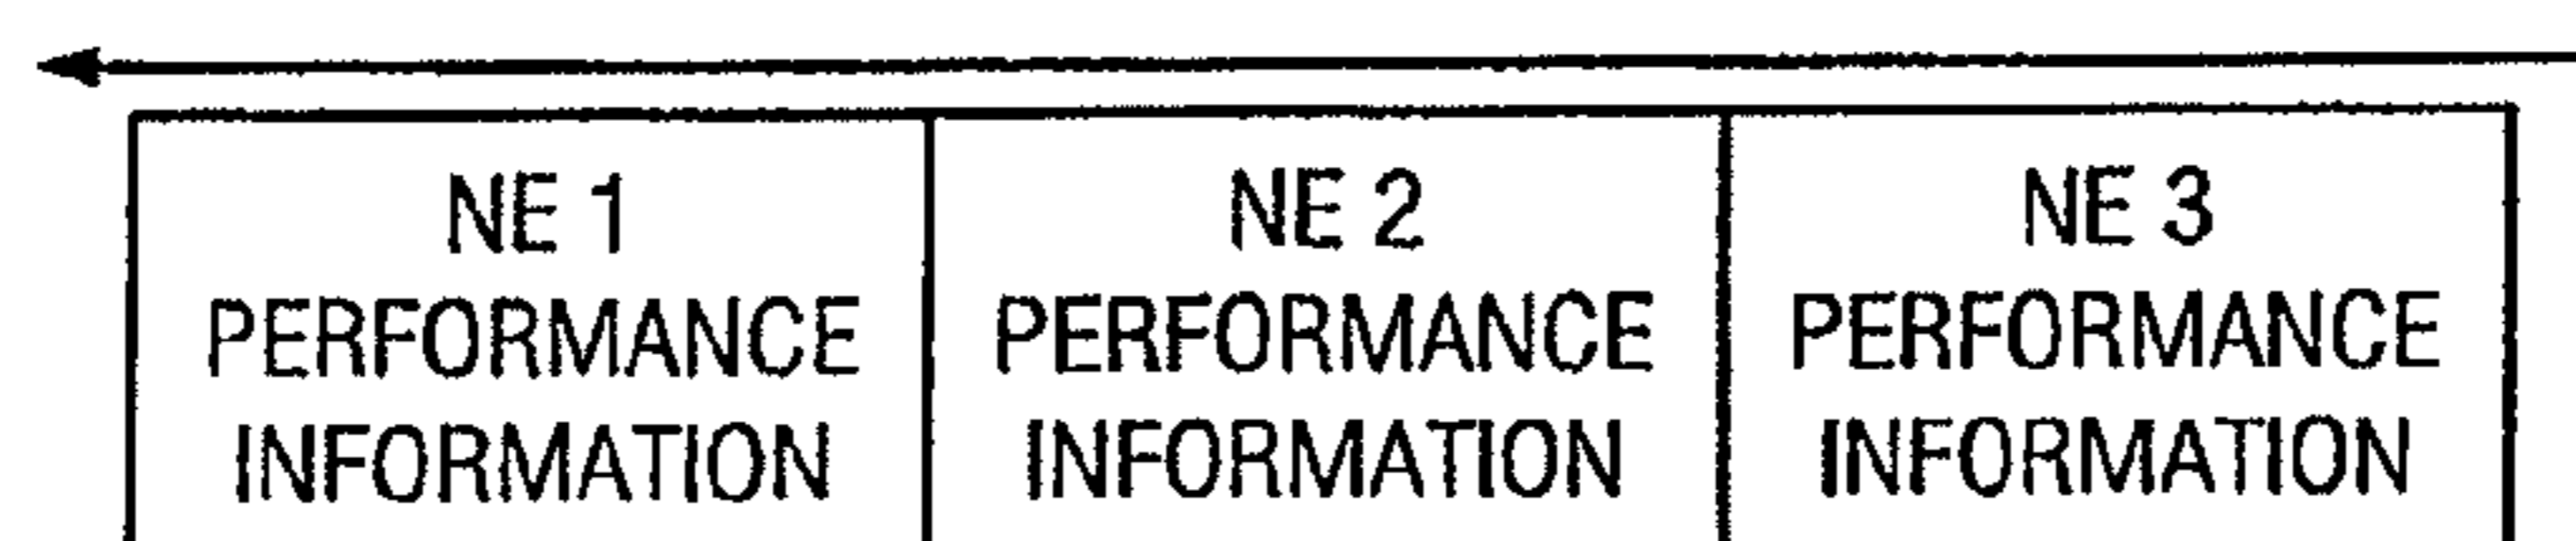 NE 1
PERFORMANCE
INFORMATION
NE 2
PERFORMANCE
INFORMATION
NE 3
PERFORMANCE
INFORMATION